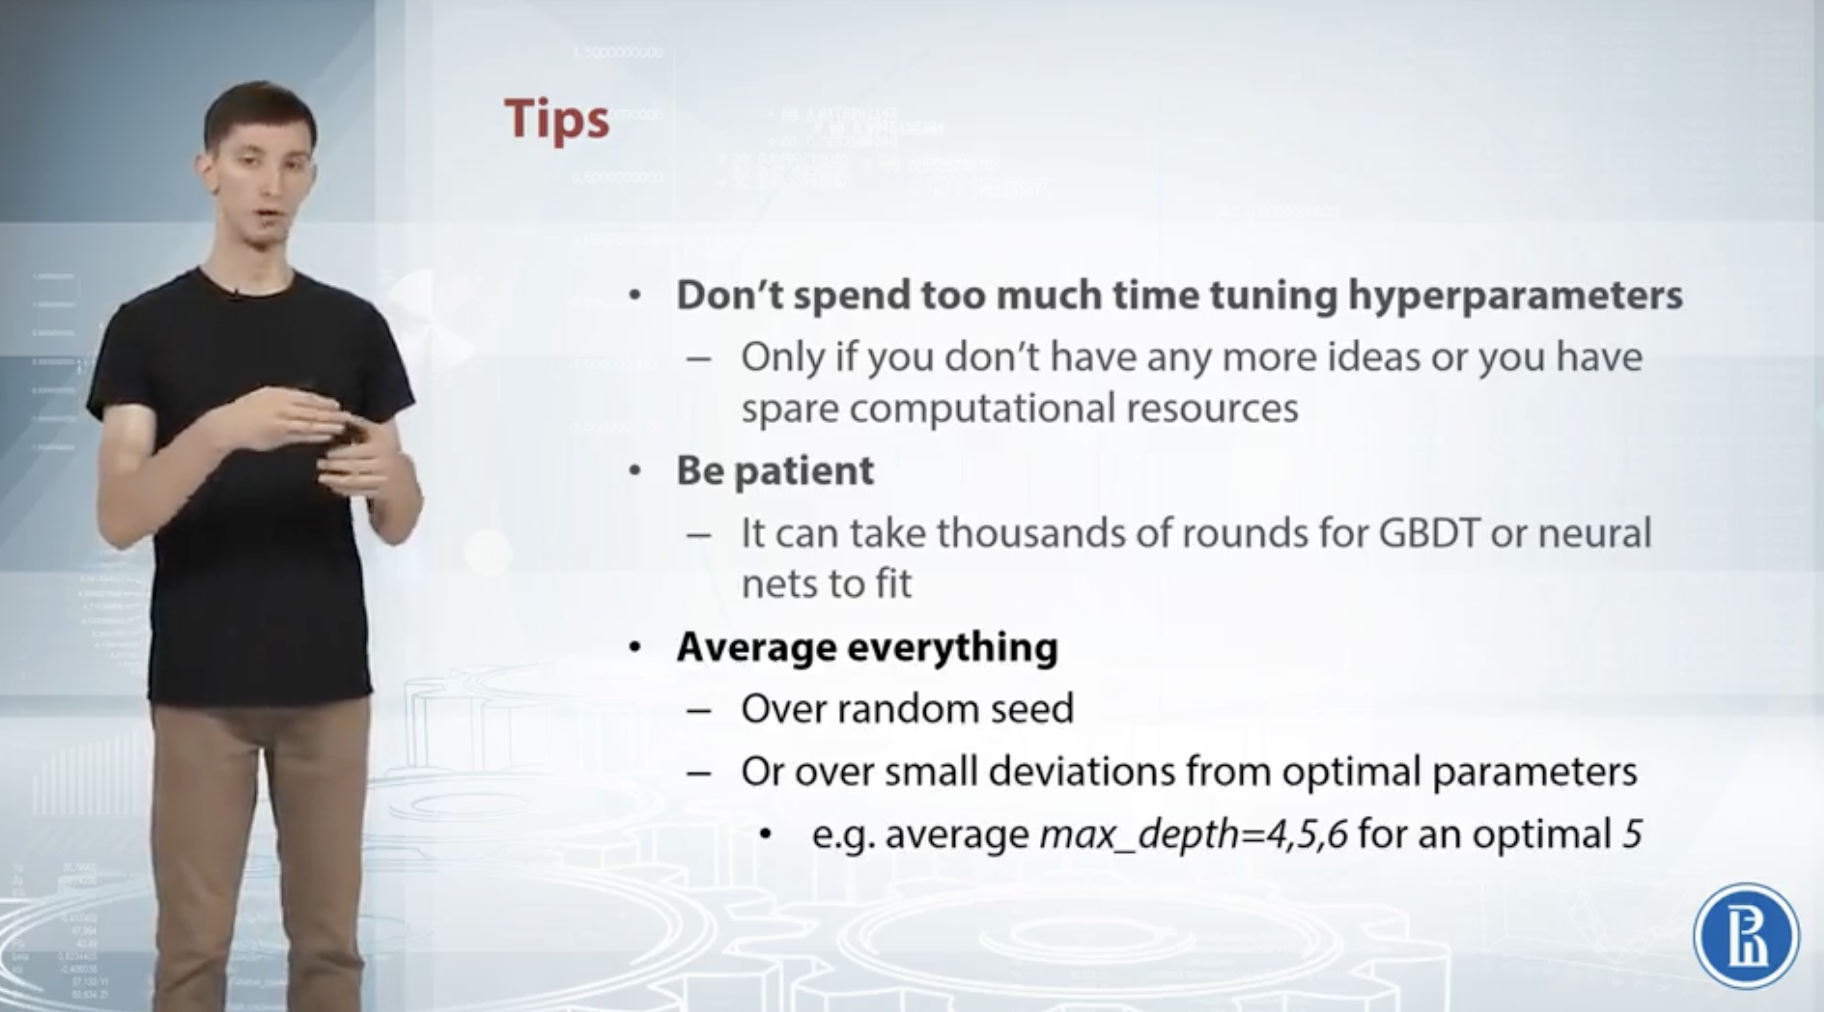 Tips
• Don't spend too much time tuning hyperparameters
– Only if you don't have any more ideas or you have
spare computational resources
• Be patient
– It can take thousands of rounds for GBDT or neural
nets to fit
• Average everything
– Over random seed
– Or over small deviations from optimal parameters
• e.g. average max_depth=4,5,6 for an optimal 5